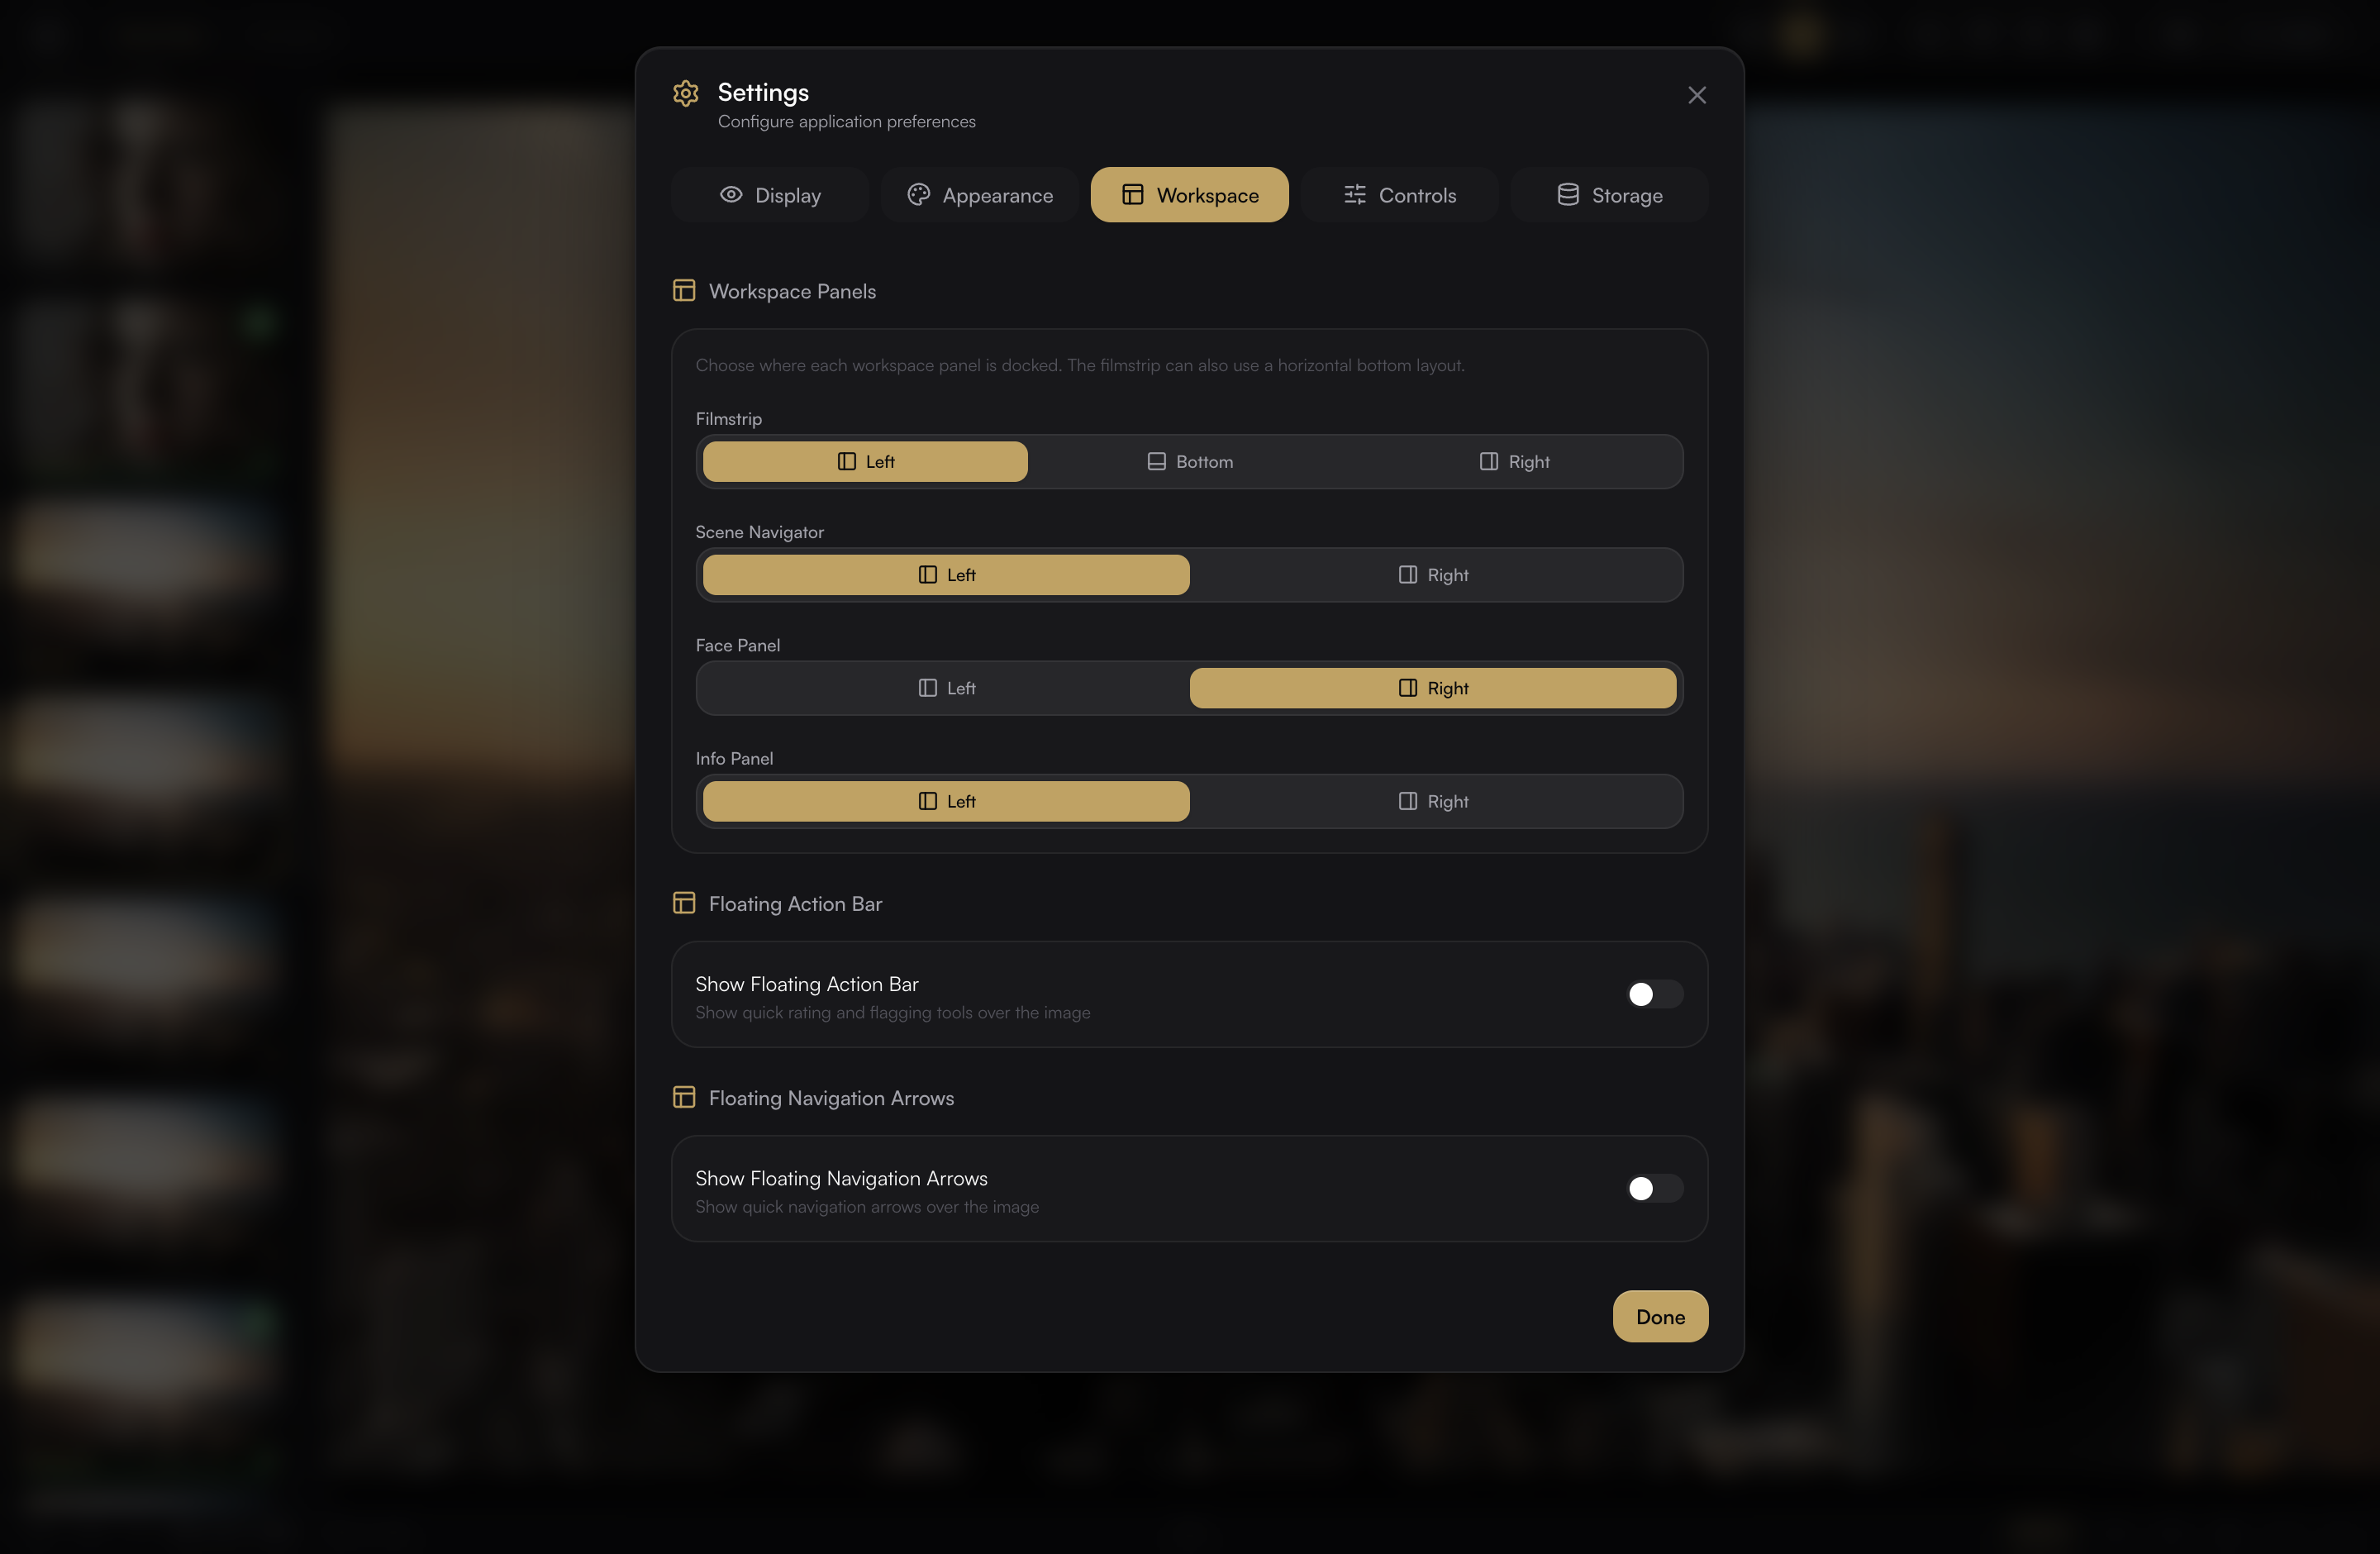 Settings
Configure application preferences
Display
Appearance
Workspace
Controls
Storage
Workspace Panels
Choose where each workspace panel is docked. The filmstrip can also use a horizontal bottom layout.
Filmstrip
Left
Bottom
Right
Scene Navigator
Left
Right
Face Panel
Left
Right
Info Panel
Left
Right
Floating Action Bar
Show Floating Action Bar
Show quick rating and flagging tools over the image
Floating Navigation Arrows
Show Floating Navigation Arrows
Show quick navigation arrows over the image
Done